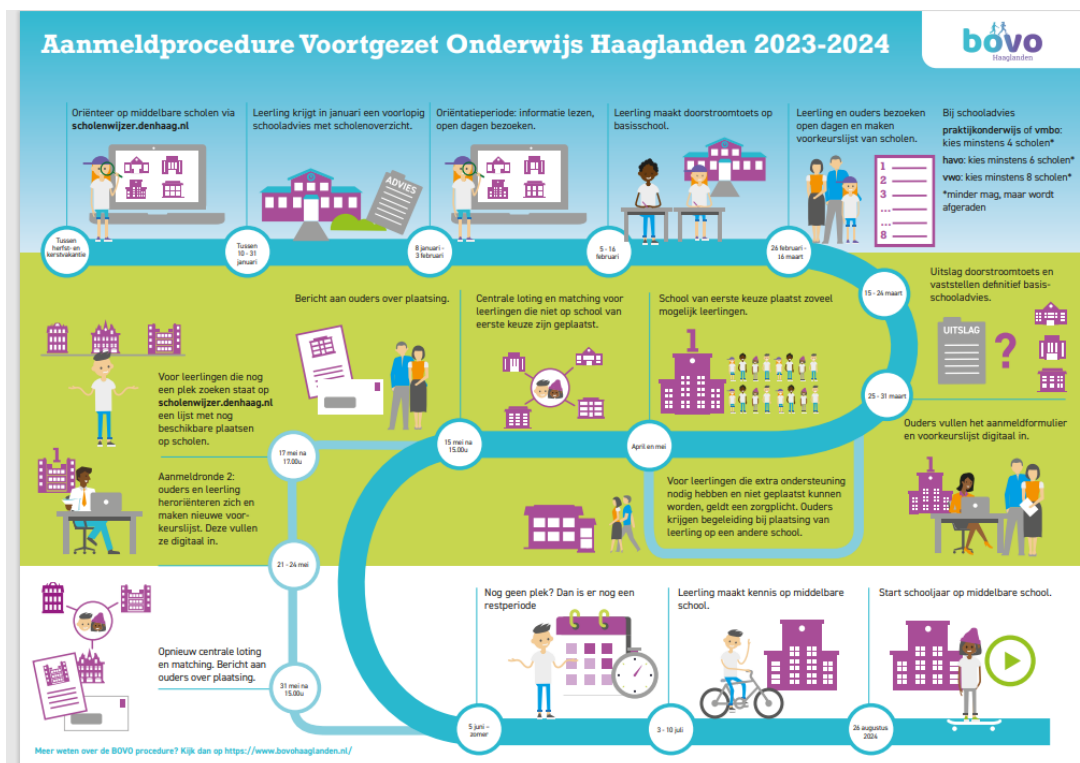 Aanmeldprocedure Voortgezet Onderwijs Haaglanden 2023-2024
bovo
Haaglanden
Oriënteer op middelbare scholen via
scholenwijzer.denhaag.nl
Tussen
herfst- en
kerstvakantie
Leerling krijgt in januari een voorlopig
schooladvies met scholenoverzicht.
ADVIES
Tussen
10 - 31
januari
Oriëntatieperiode: informatie lezen,
open dagen bezoeken.
8 januari -
3 februari
Leerling maakt doorstroomtoets op
basisschool.
5 - 16
februari
Leerling en ouders bezoeken
open dagen en maken
voorkeurslijst van scholen.
1
2
3
...
...
8
26 februari -
16 maart
Bij schooladvies
praktijkonderwijs of vmbo:
kies minstens 4 scholen*
havo: kies minstens 6 scholen*
vwo: kies minstens 8 scholen*
*minder mag, maar wordt
afgeraden
15 - 24 maart
Uitslag doorstroomtoets en
vaststellen definitief basis-
schooladvies.
UITSLAG
?
25 - 31 maart
Ouders vullen het aanmeldformulier
en voorkeurslijst digitaal in.
1
School van eerste keuze plaatst zoveel
mogelijk leerlingen.
1
April en mei
Voor leerlingen die extra ondersteuning
nodig hebben en niet geplaatst kunnen
worden, geldt een zorgplicht. Ouders
krijgen begeleiding bij plaatsing van
leerling op een andere school.
Centrale loting en matching voor
leerlingen die niet op school van
eerste keuze zijn geplaatst.
Bericht aan ouders over plaatsing.
15 mei na
15.00u
Voor leerlingen die nog
een plek zoeken staat op
scholenwijzer.denhaag.nl
een lijst met nog
beschikbare plaatsen
op scholen.
17 mei na
17.00u
1
Aanmeldronde 2:
ouders en leerling
heroriënteren zich en
maken nieuwe voor-
keurslijst. Deze vullen
ze digitaal in.
21 - 24 mei
Opnieuw centrale loting
en matching. Bericht aan
ouders over plaatsing.
31 mei na
15.00u
Nog geen plek? Dan is er nog een
restperiode
5 juni -
zomer
Leerling maakt kennis op middelbare
school.
3 - 10 juli
Start schooljaar op middelbare school.
26 augustus
2024
Meer weten over de BOVO procedure? Kijk dan op https://www.bovohaaglanden.nl/